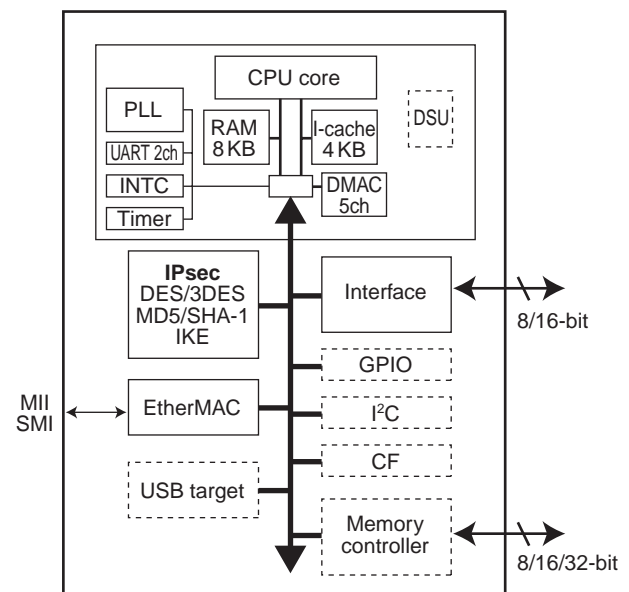 CPU core
PLL
RAM
8 KB
I-cache
4 KB
DSU
UART 2ch
INTC
Timer
DMAC
5ch
IPsec
DES/3DES
MD5/SHA-1
IKE
Interface
8/16-bit
GPIO
MII
SMI
EtherMAC
I²C
CF
USB target
Memory
controller
8/16/32-bit